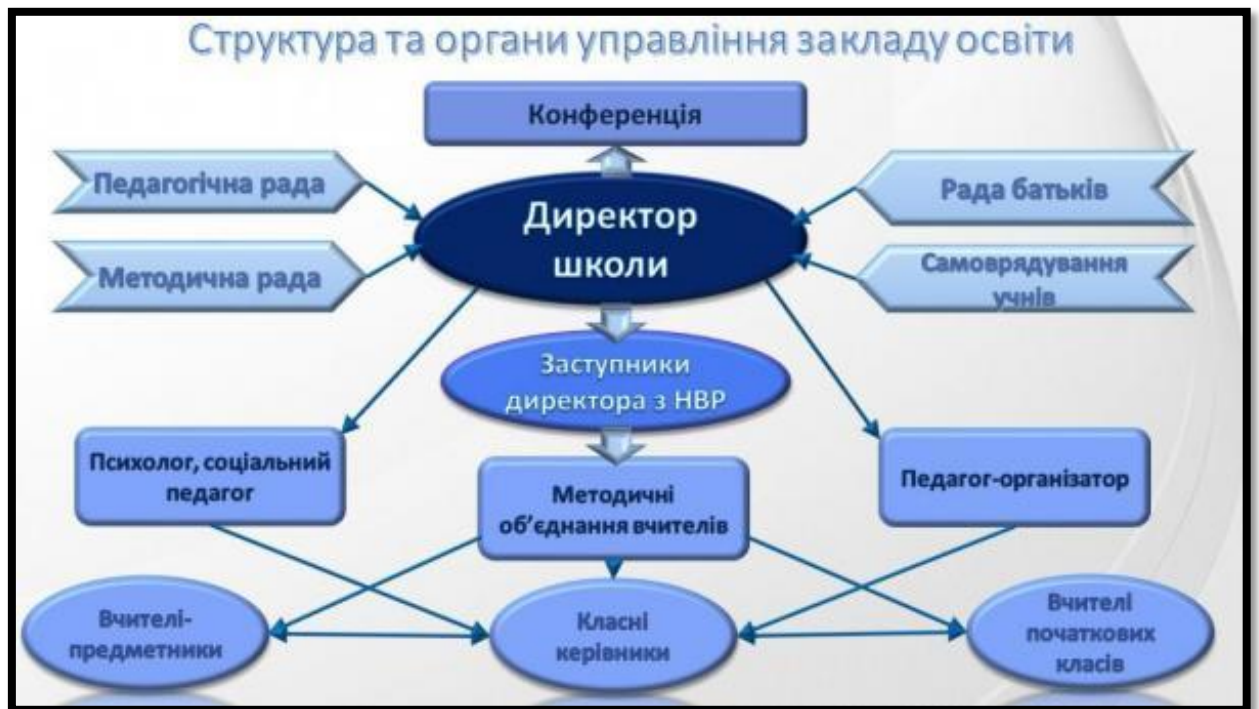 Структура та органи управління закладу освіти
Конференція
Педагогічна рада
Рада батьків
Директор
школи
Методична рада
Самоврядування
учнів
Заступники
директора з НВР
Психолог, соціальний
педагог
Методичні
об’єднання вчителів
Педагог-організатор
Вчителі-
предметники
Класні
керівники
Вчителі
початкових
класів